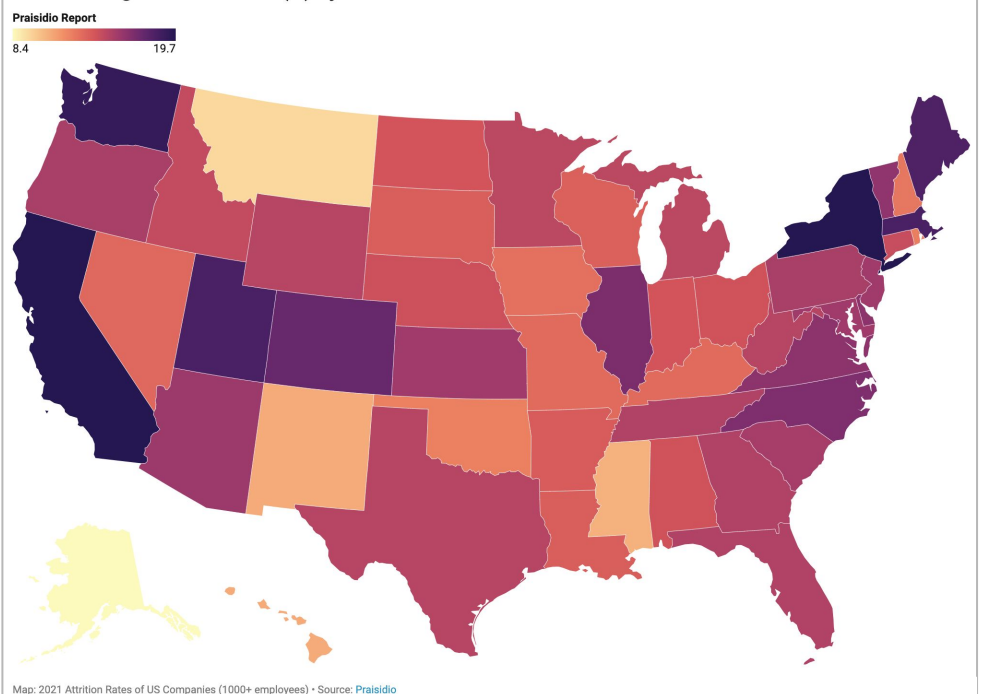 Praisidio Report
8.4 19.7
Map: 2021 Attrition Rates of US Companies (1000+ employees) • Source: Praisidio